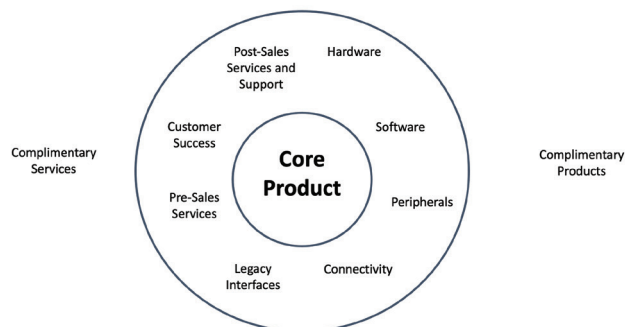 Post-Sales
Services and
Support
Hardware
Customer
Success
Software
Complimentary
Services
Core
Product
Complimentary
Products
Pre-Sales
Services
Peripherals
Legacy
Interfaces
Connectivity